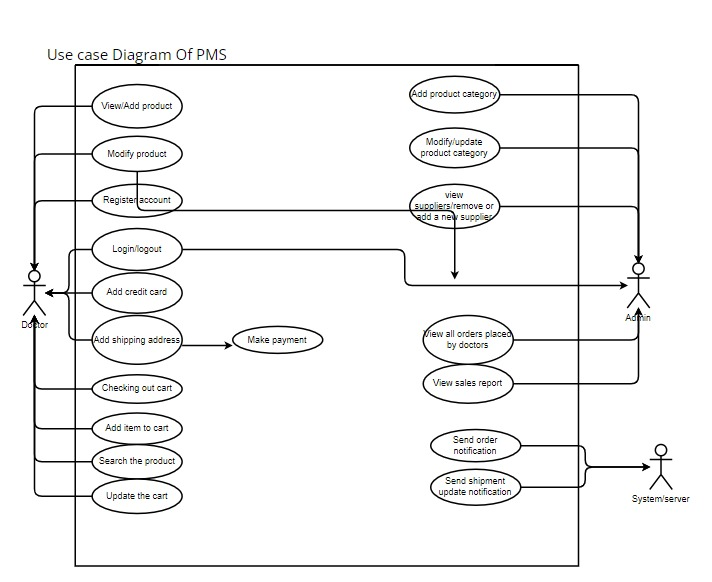 Use case Diagram Of PMS
View/Add product
Modify product
Register account
Login/logout
Add credit card
Add shipping address
Make payment
Checking out cart
Add item to cart
Search the product
Update the cart
Doctor
Add product category
Modify/update
product category
view
suppliers/remove or
add a new supplier
View all orders placed
by doctors
View sales report
Send order
notification
Send shipment
update notification
Admin
System/server